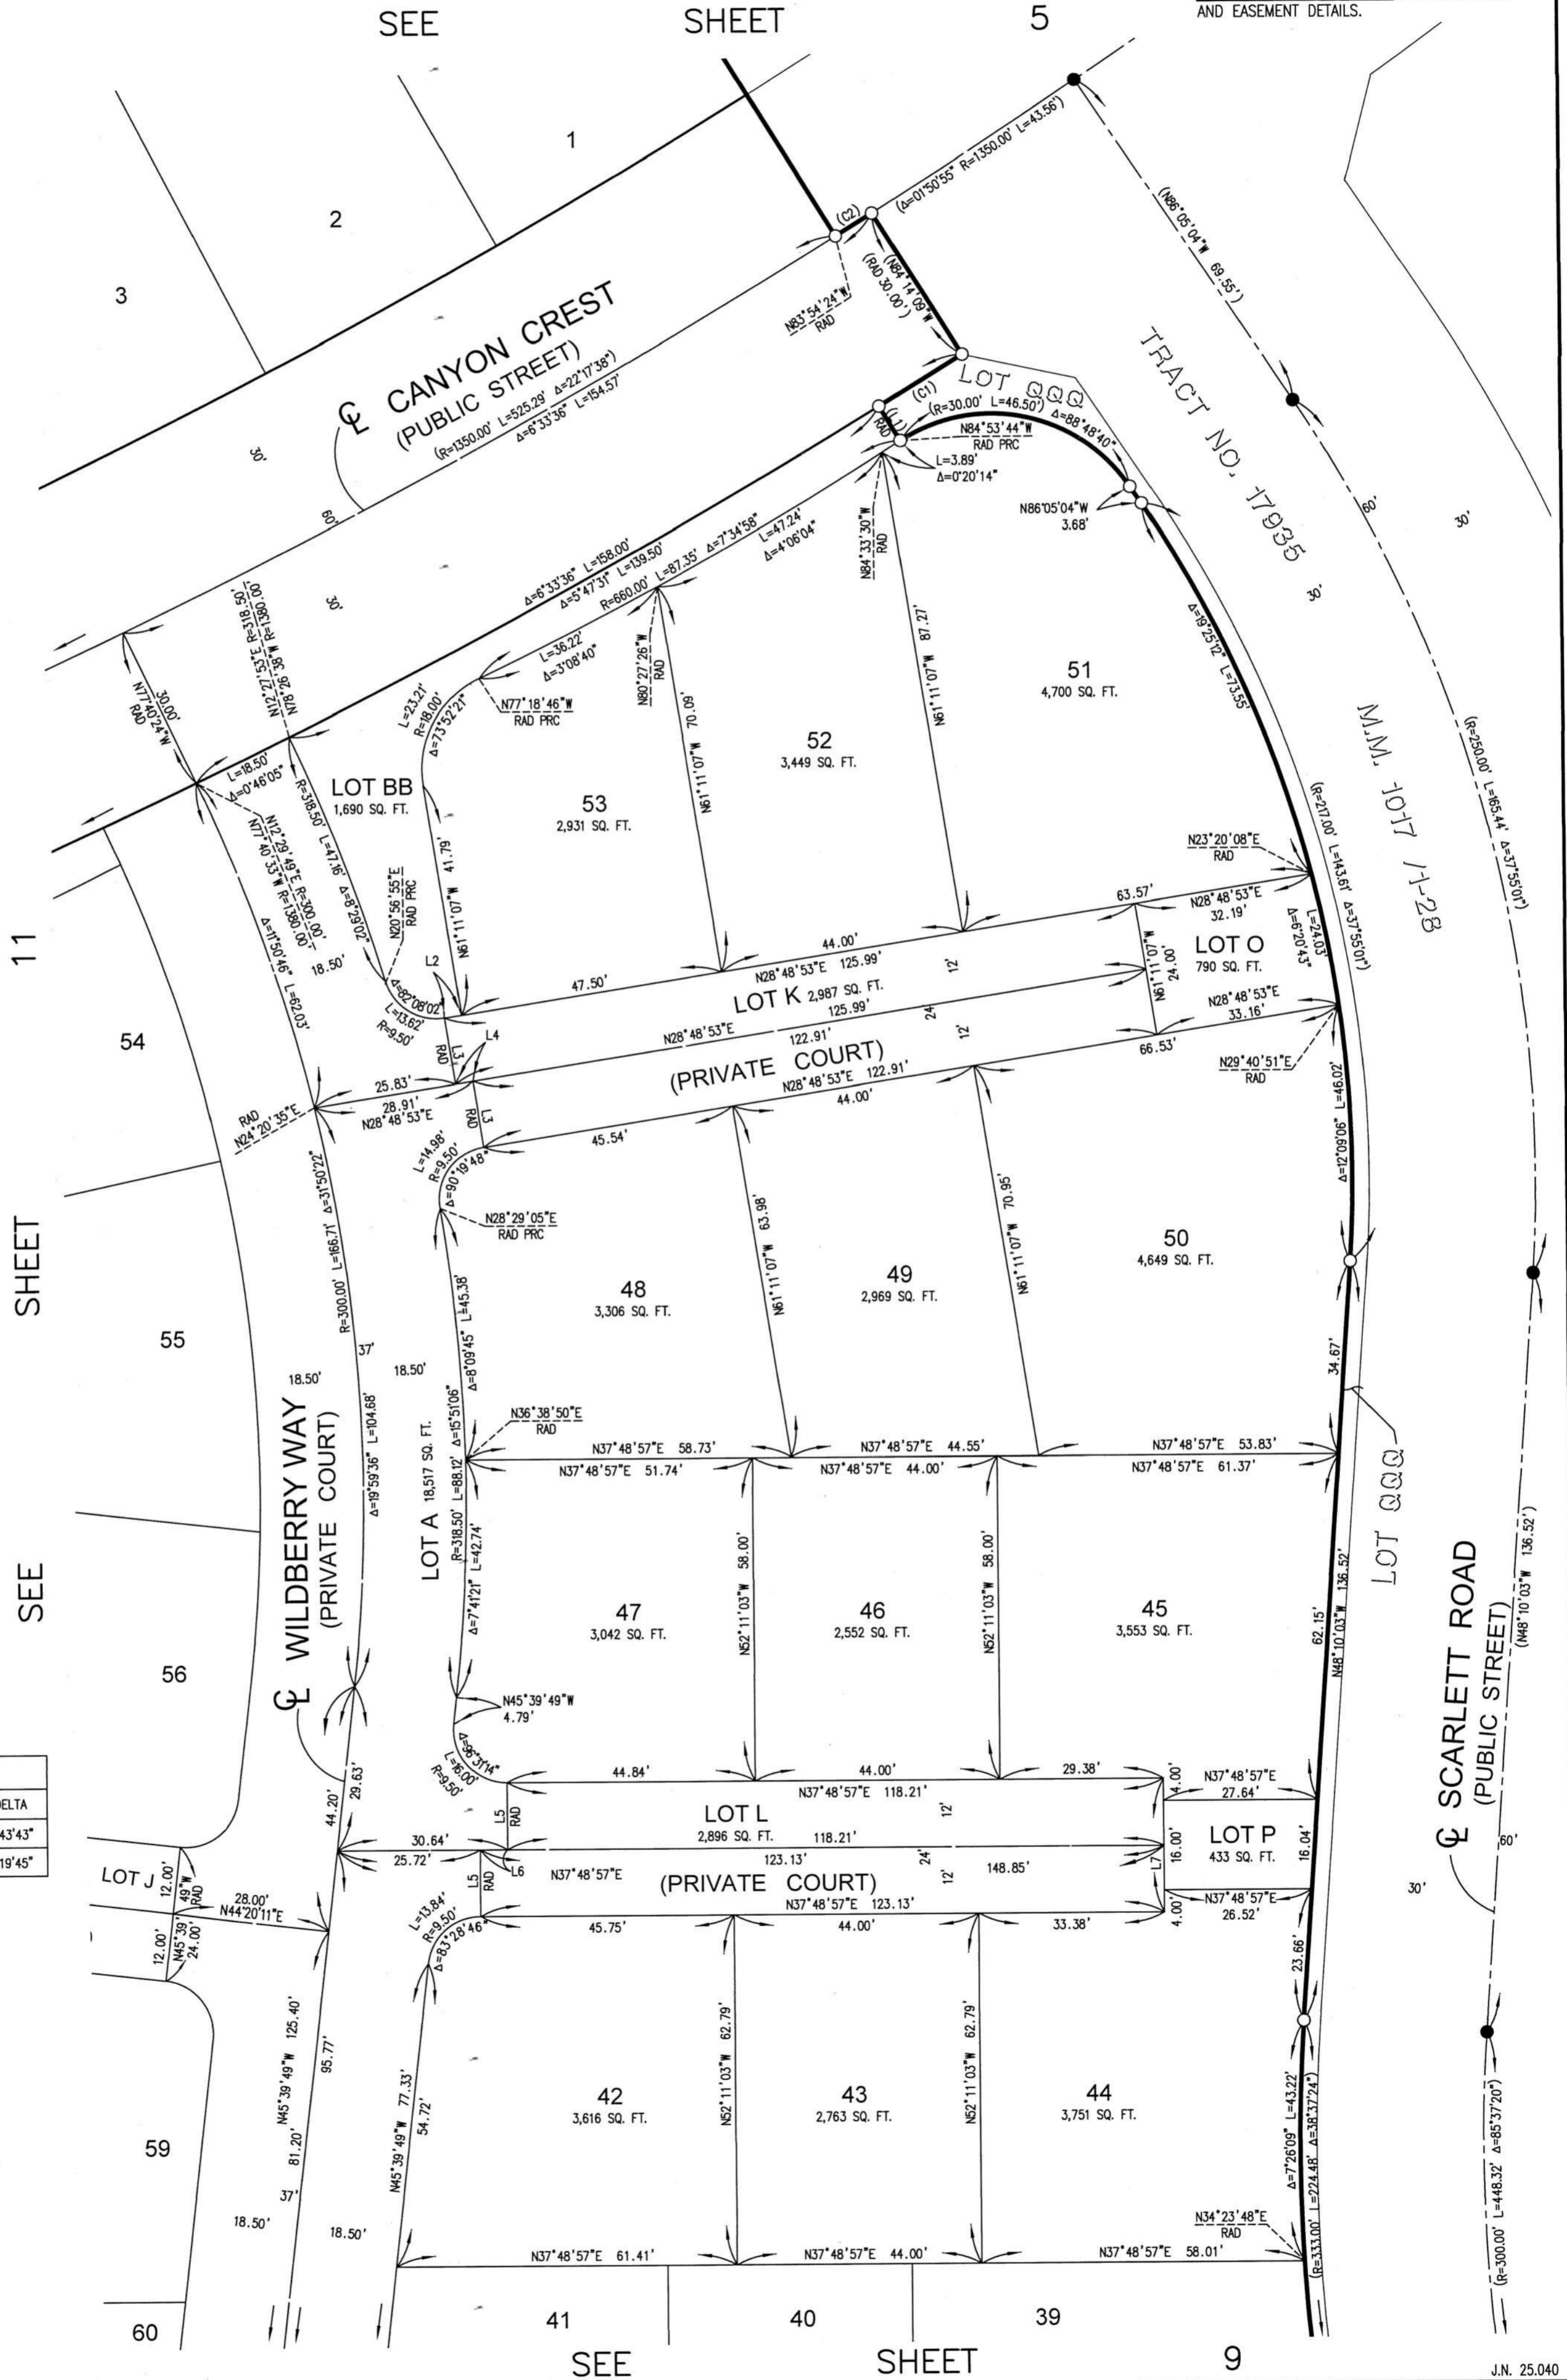 AND EASEMENT DETAILS.
SEE SHEET 5
1
2
3
℄ CANYON CREST
(PUBLIC STREET)
(R=1350.00' L=525.29' Δ=22°17'38")
Δ=6°33'36" L=154.57'
30'
60'
30'
(C2)
(Δ=01°50'55" R=1350.00' L=43.56')
(N86°05'04"W 69.55')
(N84°14'09"W
(RAD 30.00')
N83°54'24"W
RAD
(C1)
LOT QQQ
(R=30.00' L=46.50') Δ=88°48'40"
(L1)
RAD
N84°53'44"W
RAD PRC
L=3.89'
Δ=0°20'14"
N86°05'04"W
3.68'
TRACT NO. 17935
M.M. 1017 /1-28
60'
30'
30'
Δ=6°33'36" L=158.00'
Δ=5°47'31" L=139.50'
R=660.00' L=87.35' Δ=7°34'58"
L=47.24'
Δ=4°06'04"
N84°33'30"W
RAD
L=36.22'
Δ=3°08'40"
N80°27'26"W
RAD
N77°18'46"W
RAD PRC
L=23.21'
R=18.00'
Δ=73°52'21"
N12°27'53"E R=318.50'
N78°26'38"W R=1380.00'
30.00'
N77°40'24"W
RAD
L=18.50'
Δ=0°46'05"
N12°29'49"E R=300.00'
N77°40'33"W R=1380.00'
LOT BB
1,690 SQ. FT.
R=318.50' L=47.16' Δ=8°29'02"
N20°56'55"E
RAD PRC
Δ=11°50'46" L=62.03'
18.50'
N61°11'07"W 41.79'
53
2,931 SQ. FT.
N61°11'07"W 70.09'
52
3,449 SQ. FT.
N61°11'07"W 87.27'
51
4,700 SQ. FT.
Δ=19°25'12" L=73.55'
(R=217.00' L=143.61' Δ=37°55'01")
(R=250.00' L=165.44' Δ=37°55'01")
N23°20'08"E
RAD
63.57'
N28°48'53"E
32.19'
L=24.03'
Δ=6°20'43"
LOT O
790 SQ. FT.
N61°11'07"W
24.00'
N28°48'53"E
33.16'
66.53'
N29°40'51"E
RAD
Δ=12°09'06" L=46.02'
L2
Δ=82°08'02"
L=13.62'
R=9.50'
47.50'
44.00'
N28°48'53"E 125.99'
12'
LOT K 2,987 SQ. FT.
125.99'
24'
N28°48'53"E
122.91'
12'
(PRIVATE COURT)
N28°48'53"E 122.91'
44.00'
45.54'
L3
RAD
L4
25.83'
28.91'
N28°48'53"E
L3
RAD
RAD
N24°20'35"E
L=14.98'
R=9.50'
Δ=90°19'48"
N28°29'05"E
RAD PRC
11
SHEET
SEE
54
55
56
R=300.00' L=166.71' Δ=31°50'22"
37'
18.50'
18.50'
Δ=19°59'36" L=104.68'
℄ WILDBERRY WAY
(PRIVATE COURT)
LOT A 18,517 SQ. FT.
R=318.50' L=88.12' Δ=15°51'06"
Δ=8°09'45" L=45.38'
N36°38'50"E
RAD
48
3,306 SQ. FT.
N61°11'07"W 63.98'
49
2,969 SQ. FT.
N61°11'07"W 70.95'
50
4,649 SQ. FT.
34.67'
N37°48'57"E 58.73'
N37°48'57"E 44.55'
N37°48'57"E 53.83'
N37°48'57"E 51.74'
N37°48'57"E 44.00'
N37°48'57"E 61.37'
Δ=7°41'21" L=42.74'
47
3,042 SQ. FT.
N52°11'03"W 58.00'
46
2,552 SQ. FT.
N52°11'03"W 58.00'
45
3,553 SQ. FT.
62.15'
N48°10'03"W 136.52'
LOT QQQ
(N48°10'03"W 136.52')
℄ SCARLETT ROAD
(PUBLIC STREET)
60'
30'
N45°39'49"W
4.79'
Δ=96°31'14"
L=16.00'
R=9.50'
44.84'
44.00'
29.38'
N37°48'57"E 118.21'
4.00'
N37°48'57"E
27.64'
L5
RAD
LOT L
2,896 SQ. FT.
118.21'
12'
16.00'
LOT P
433 SQ. FT.
16.04'
30.64'
25.72'
L6
N37°48'57"E
123.13'
24'
148.85'
L7
(PRIVATE COURT)
12'
N37°48'57"E 123.13'
4.00'
N37°48'57"E
26.52'
L5
RAD
45.75'
44.00'
33.38'
L=13.84'
R=9.50'
Δ=83°28'46"
23.66'
ELTA
43'43"
19'45"
44.20'
29.63'
LOT J
12.00'
49"W
RAD
28.00'
N44°20'11"E
12.00'
N45°39'
24.00'
N45°39'49"W 125.40'
95.77'
81.20'
37'
18.50'
18.50'
59
60
N45°39'49"W 77.33'
54.72'
42
3,616 SQ. FT.
N52°11'03"W 62.79'
43
2,763 SQ. FT.
N52°11'03"W 62.79'
44
3,751 SQ. FT.
Δ=7°26'09" L=43.22'
(R=333.00' L=224.48' Δ=38°37'24")
(R=300.00' L=448.32' Δ=85°37'20")
N34°23'48"E
RAD
N37°48'57"E 61.41'
N37°48'57"E 44.00'
N37°48'57"E 58.01'
41
40
39
SEE SHEET 9
J.N. 25.040